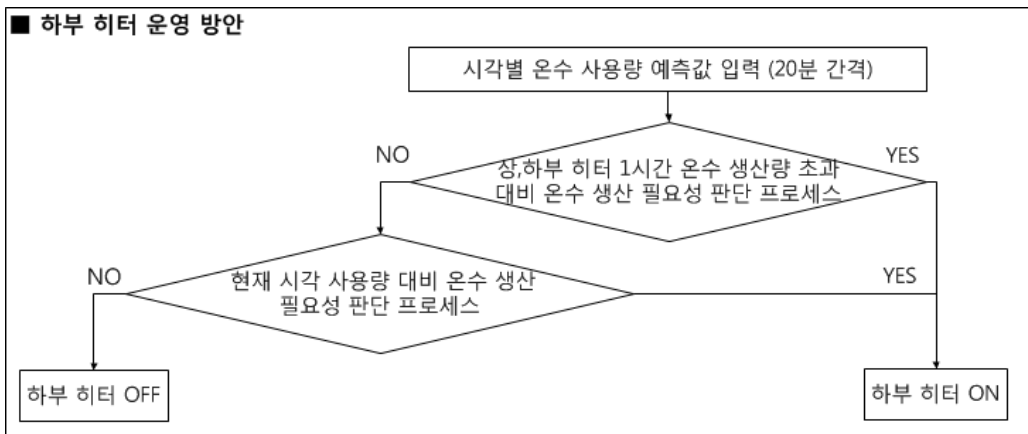 ■ 하부 히터 운영 방안
시각별 온수 사용량 예측값 입력 (20분 간격)
NO
YES
상,하부 히터 1시간 온수 생산량 초과
대비 온수 생산 필요성 판단 프로세스
NO
YES
현재 시각 사용량 대비 온수 생산
필요성 판단 프로세스
하부 히터 OFF
하부 히터 ON